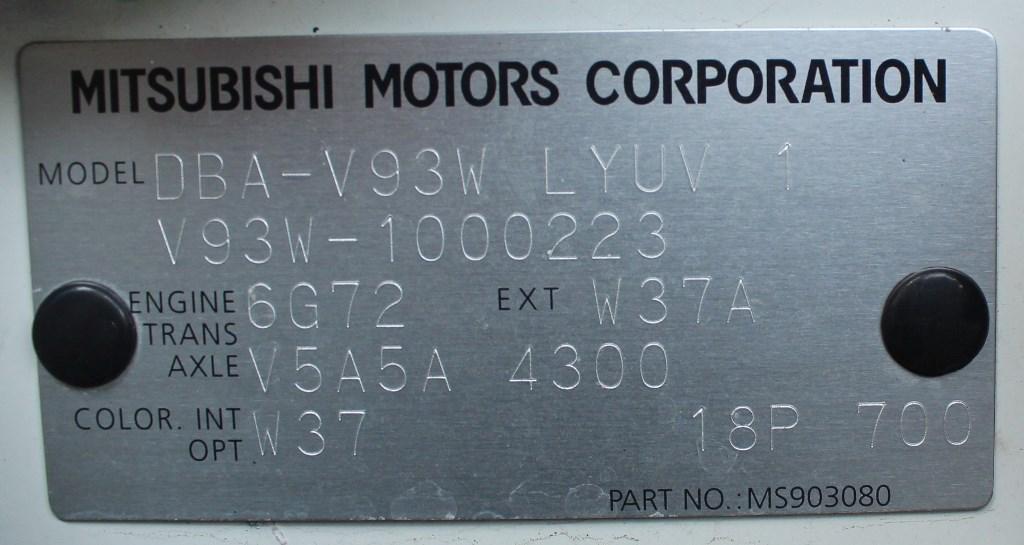 MITSUBISHI MOTORS CORPORATION
MODEL DBA-V93W LYUV 1
V93W-1000223
ENGINE 6G72 EXT W37A
TRANS
AXLE V5A5A 4300
COLOR. INT W37 18P 700
OPT
PART NO.: MS903080